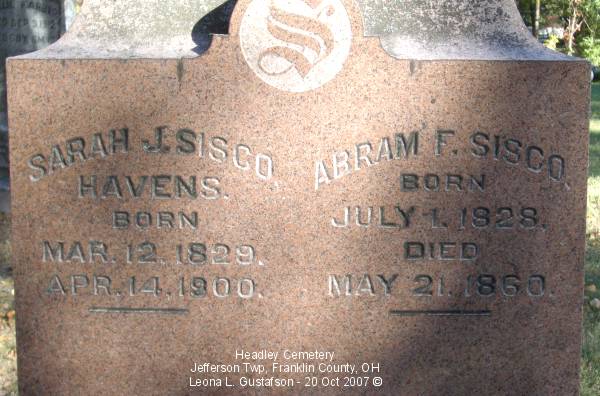 S
SARAH J. SISCO,
HAVENS.
BORN
MAR. 12. 1829.
APR. 14. 1900.
ABRAM F. SISCO,
BORN
JULY 1. 1828.
DIED
MAY 21. 1860.
Headley Cemetery
Jefferson Twp, Franklin County, OH
Leona L. Gustafson - 20 Oct 2007 ©